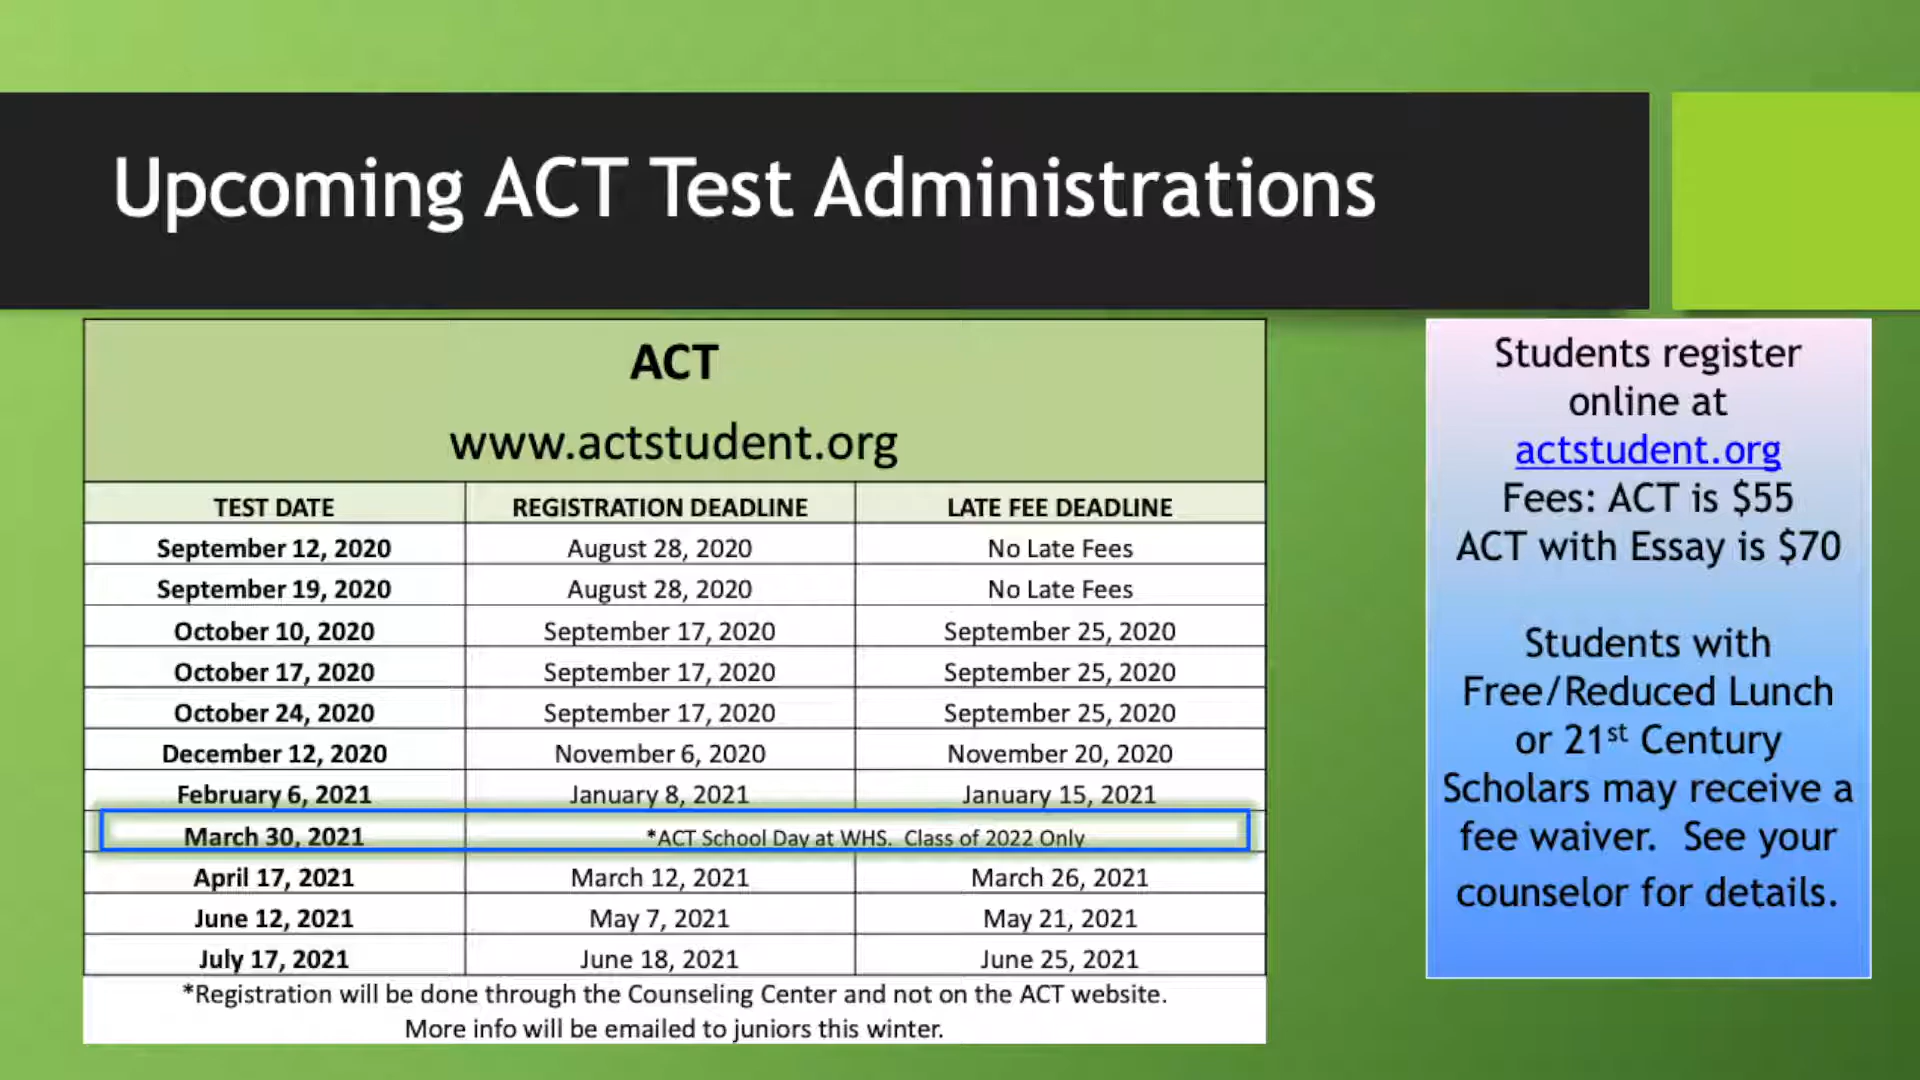 Upcoming ACT Test Administrations
ACT
www.actstudent.org
TEST DATE REGISTRATION DEADLINE LATE FEE DEADLINE
September 12, 2020 August 28, 2020 No Late Fees
September 19, 2020 August 28, 2020 No Late Fees
October 10, 2020 September 17, 2020 September 25, 2020
October 17, 2020 September 17, 2020 September 25, 2020
October 24, 2020 September 17, 2020 September 25, 2020
December 12, 2020 November 6, 2020 November 20, 2020
February 6, 2021 January 8, 2021 January 15, 2021
March 30, 2021 *ACT School Day at WHS. Class of 2022 Only
April 17, 2021 March 12, 2021 March 26, 2021
June 12, 2021 May 7, 2021 May 21, 2021
July 17, 2021 June 18, 2021 June 25, 2021
*Registration will be done through the Counseling Center and not on the ACT website.
More info will be emailed to juniors this winter.
Students register
online at
actstudent.org
Fees: ACT is $55
ACT with Essay is $70
Students with
Free/Reduced Lunch
or 21st Century
Scholars may receive a
fee waiver. See your
counselor for details.